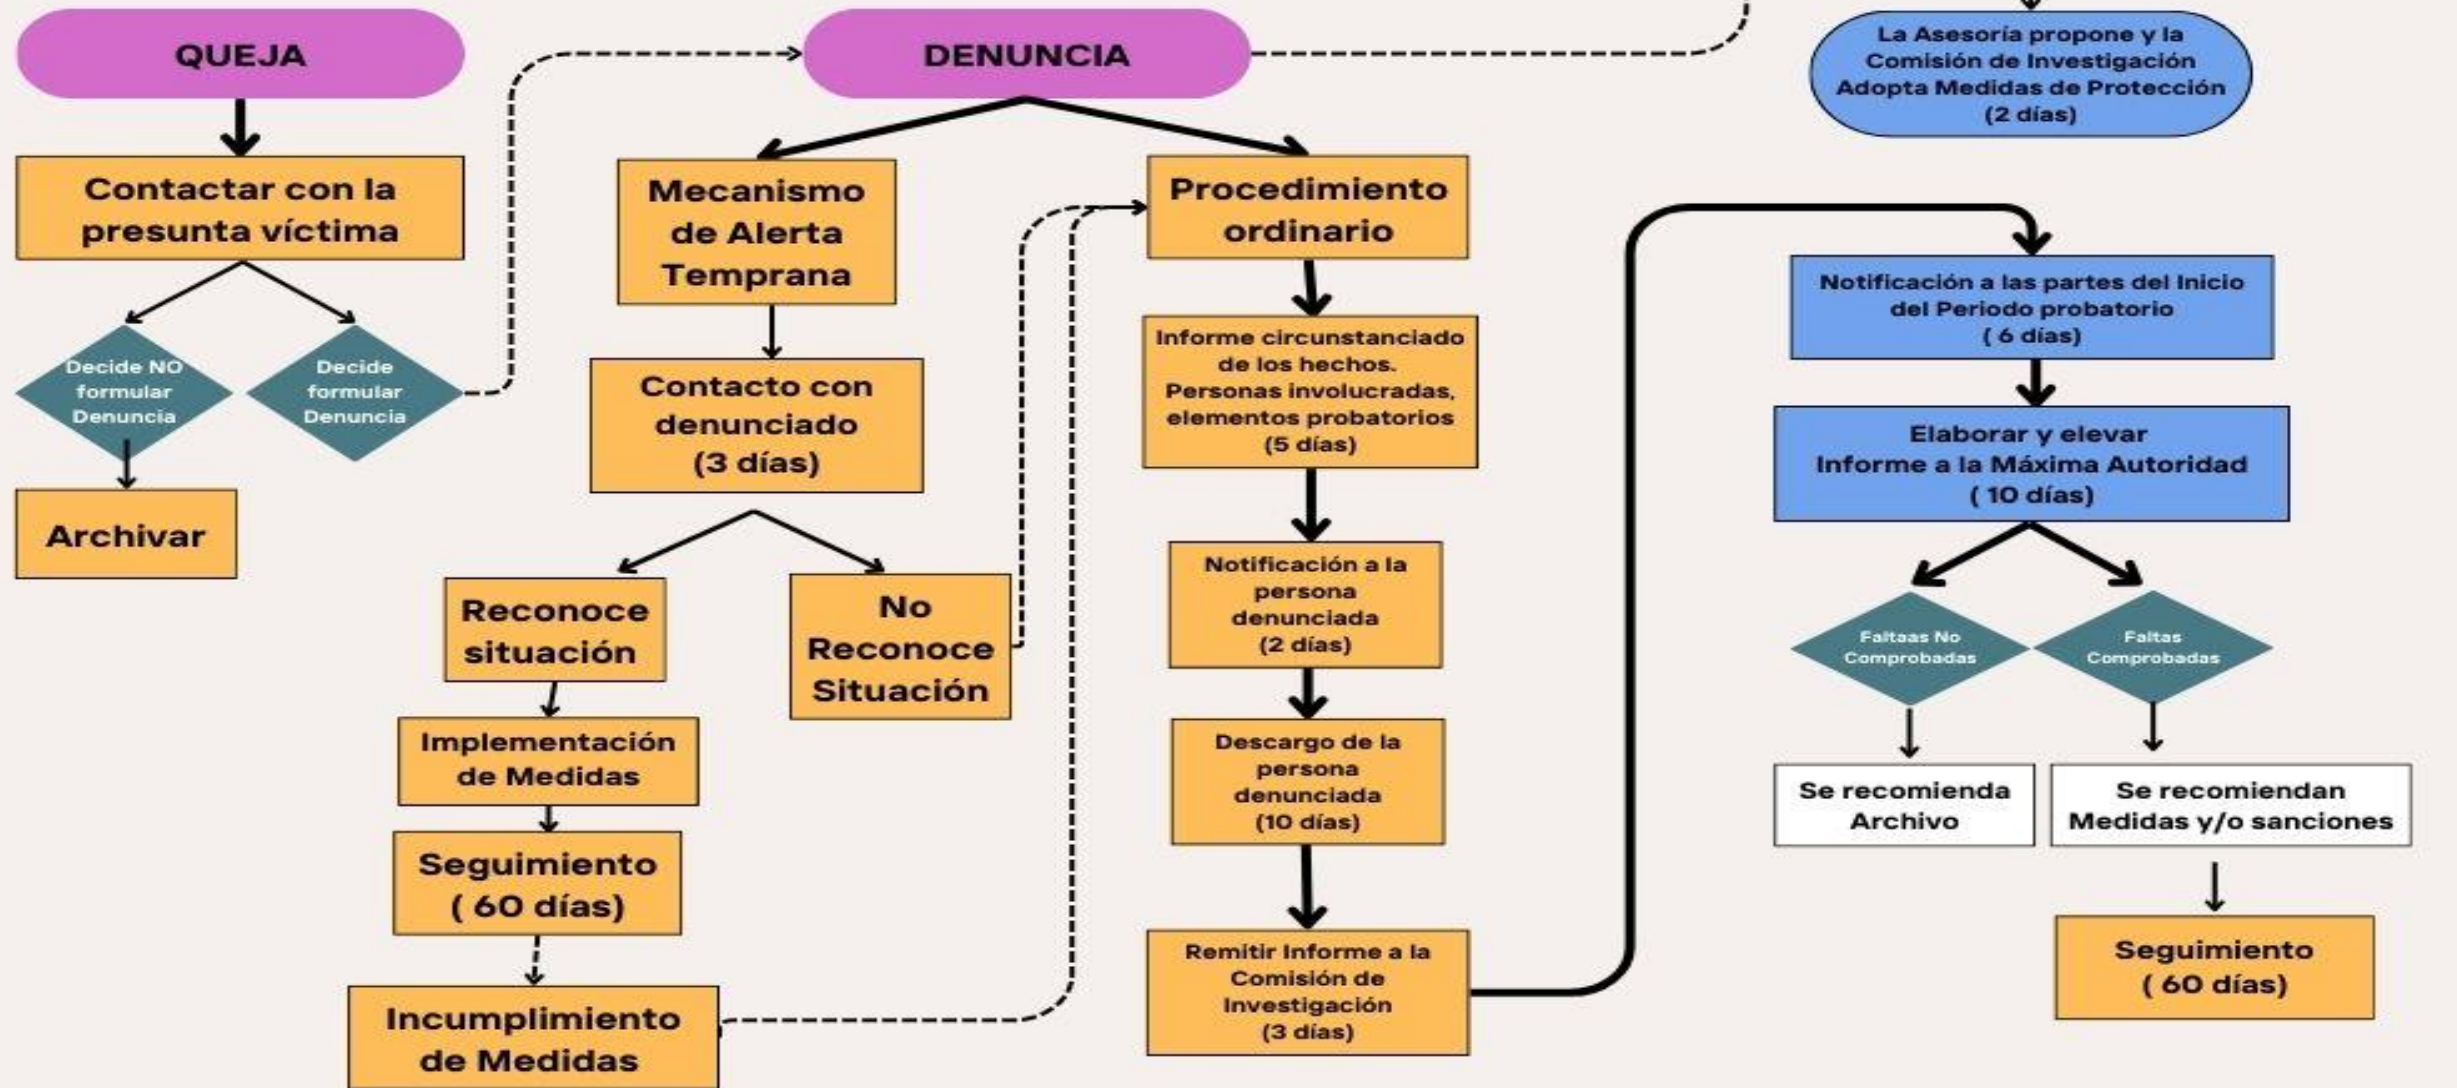 QUEJA
Contactar con la
presunta víctima
Decide NO
formular
Denuncia
Decide
formular
Denuncia
Archivar
DENUNCIA
Mecanismo
de Alerta
Temprana
Contacto con
denunciado
(3 días)
Reconoce
situación
No
Reconoce
Situación
Implementación
de Medidas
Seguimiento
( 60 días)
Incumplimiento
de Medidas
Procedimiento
ordinario
Informe circunstanciado
de los hechos.
Personas involucradas,
elementos probatorios
(5 días)
Notificación a la
persona
denunciada
(2 días)
Descargo de la
persona
denunciada
(10 días)
Remitir Informe a la
Comisión de
Investigación
(3 días)
La Asesoría propone y la
Comisión de Investigación
Adopta Medidas de Protección
(2 días)
Notificación a las partes del Inicio
del Periodo probatorio
( 6 días)
Elaborar y elevar
Informe a la Máxima Autoridad
( 10 días)
Faltaas No
Comprobadas
Faltas
Comprobadas
Se recomienda
Archivo
Se recomiendan
Medidas y/o sanciones
Seguimiento
( 60 días)